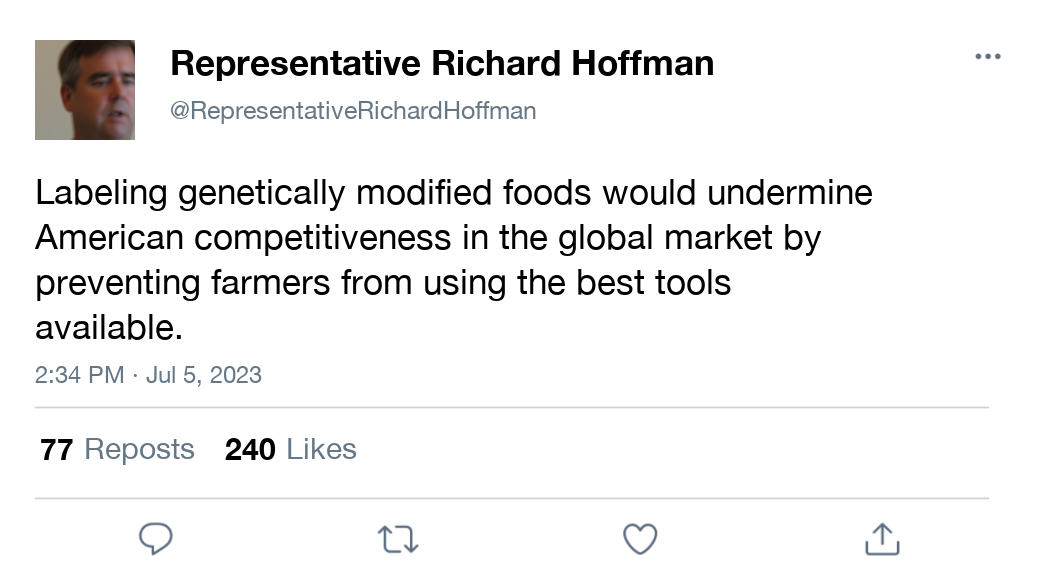 Representative Richard Hoffman
@RepresentativeRichardHoffman
Labeling genetically modified foods would undermine
American competitiveness in the global market by
preventing farmers from using the best tools
available.
2:34 PM · Jul 5, 2023
77 Reposts 240 Likes